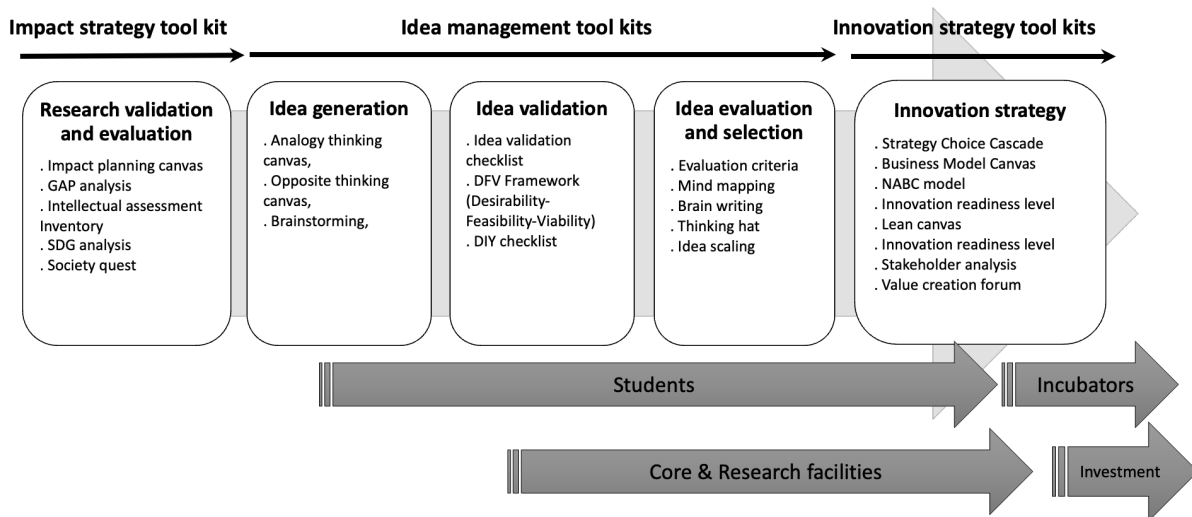 Impact strategy tool kit
Idea management tool kits
Innovation strategy tool kits
Research validation
and evaluation
. Impact planning canvas
. GAP analysis
. Intellectual assessment
Inventory
. SDG analysis
. Society quest
Idea generation
. Analogy thinking
canvas,
. Opposite thinking
canvas,
. Brainstorming,
Idea validation
. Idea validation
checklist
. DFV Framework
(Desirability-
Feasibility-Viability)
. DIY checklist
Idea evaluation
and selection
. Evaluation criteria
. Mind mapping
. Brain writing
. Thinking hat
. Idea scaling
Innovation strategy
. Strategy Choice Cascade
. Business Model Canvas
. NABC model
. Innovation readiness level
. Lean canvas
. Innovation readiness level
. Stakeholder analysis
. Value creation forum
Students
Incubators
Core & Research facilities
Investment